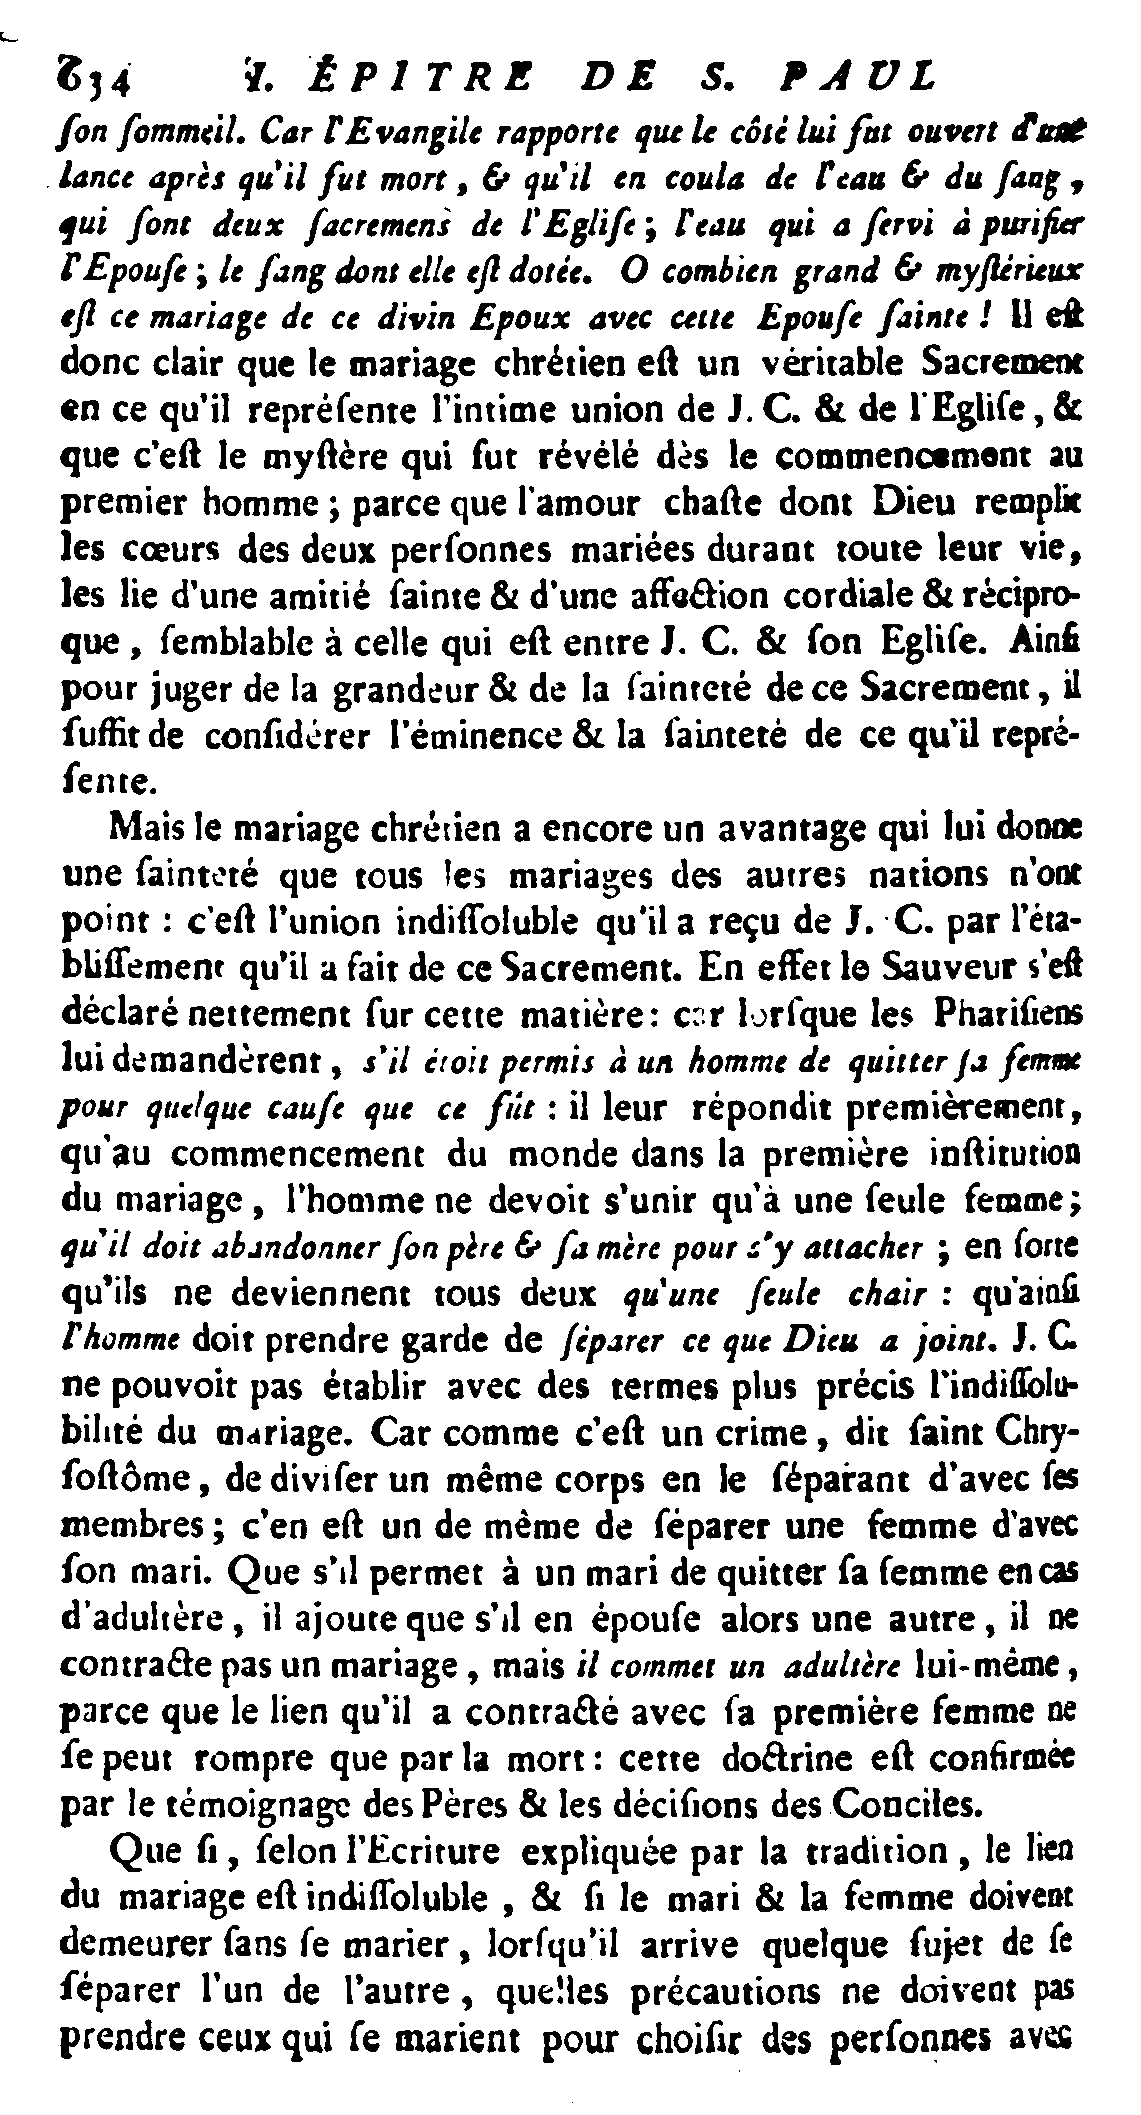 634 I. ÉPITRE DE S. PAUL
ſon ſommeil. Car l'Evangile rapporte que le côté lui fut ouvert d'une
lance après qu'il fut mort, & qu'il en coula de l'eau & du ſang,
qui ſont deux ſacremens de l'Egliſe; l'eau qui a ſervi à purifier
l'Epouſe; le ſang dont elle eſt dotée. O combien grand & myſtérieux
eſt ce mariage de ce divin Epoux avec cette Epouſe ſainte! Il eſt
donc clair que le mariage chrétien eſt un véritable Sacrement
en ce qu'il repréſente l'intime union de J. C. & de l'Egliſe, &
que c'eſt le myſtère qui fut révélé dès le commencement au
premier homme; parce que l'amour chaſte dont Dieu remplit
les cœurs des deux perſonnes mariées durant toute leur vie,
les lie d'une amitié ſainte & d'une affection cordiale & récipro-
que, ſemblable à celle qui eſt entre J. C. & ſon Egliſe. Ainſi
pour juger de la grandeur & de la ſainteté de ce Sacrement, il
ſuffit de conſidérer l'éminence & la ſainteté de ce qu'il repré-
ſente.
Mais le mariage chrétien a encore un avantage qui lui donne
une ſainteté que tous les mariages des autres nations n'ont
point : c'eſt l'union indiſſoluble qu'il a reçu de J. C. par l'éta-
bliſſement qu'il a fait de ce Sacrement. En effet le Sauveur s'eſt
déclaré nettement ſur cette matière: car lorſque les Phariſiens
lui demandèrent, s'il étoit permis à un homme de quitter ſa femme
pour quelque cauſe que ce fût : il leur répondit premièrement,
qu'au commencement du monde dans la première inſtitution
du mariage, l'homme ne devoit s'unir qu'à une ſeule femme;
qu'il doit abandonner ſon père & ſa mère pour s'y attacher; en ſorte
qu'ils ne deviennent tous deux qu'une ſeule chair : qu'ainſi
l'homme doit prendre garde de ſéparer ce que Dieu a joint. J. C.
ne pouvoit pas établir avec des termes plus précis l'indiſſolu-
bilité du mariage. Car comme c'eſt un crime, dit ſaint Chry-
ſoſtôme, de diviſer un même corps en le ſéparant d'avec ſes
membres; c'en eſt un de même de ſéparer une femme d'avec
ſon mari. Que s'il permet à un mari de quitter ſa femme en cas
d'adultère, il ajoute que s'il en épouſe alors une autre, il ne
contracte pas un mariage, mais il commet un adultère lui-même,
parce que le lien qu'il a contracté avec ſa première femme ne
ſe peut rompre que par la mort: cette doctrine eſt confirmée
par le témoignage des Pères & les déciſions des Conciles.
Que ſi, ſelon l'Ecriture expliquée par la tradition, le lien
du mariage eſt indiſſoluble, & ſi le mari & la femme doivent
demeurer ſans ſe marier, lorſqu'il arrive quelque ſujet de ſe
ſéparer l'un de l'autre, quelles précautions ne doivent pas
prendre ceux qui ſe marient pour choiſir des perſonnes avec